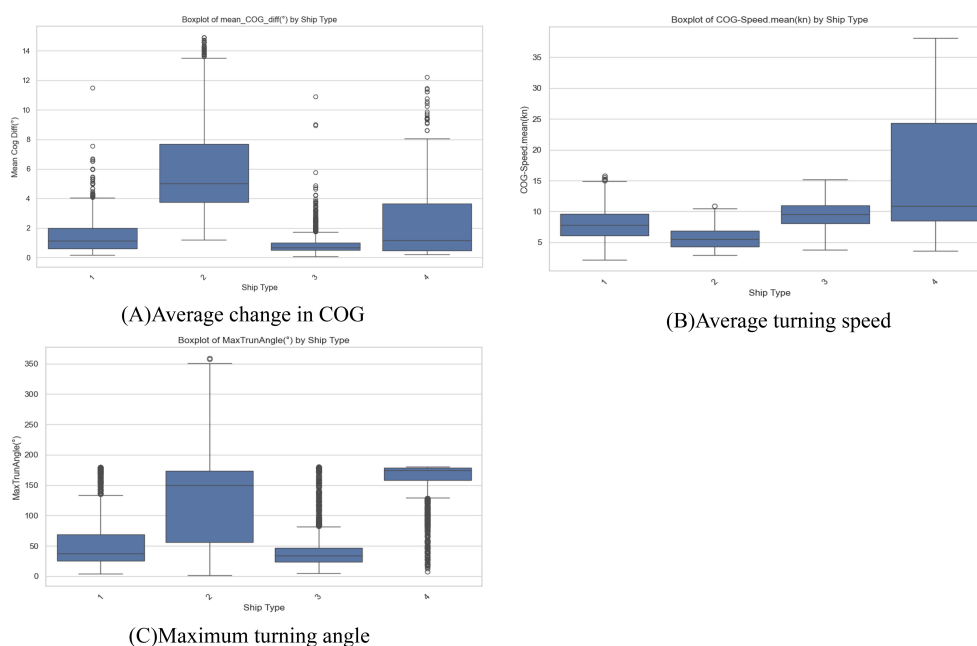 Boxplot of mean_COG_diff(°) by Ship Type
Mean Cog Diff(°)
14
12
10
8
6
4
2
0
1
2
3
4
Ship Type
(A)Average change in COG
Boxplot of COG-Speed.mean(kn) by Ship Type
COG-Speed.mean(kn)
35
30
25
20
15
10
5
1
2
3
4
Ship Type
(B)Average turning speed
Boxplot of MaxTrunAngle(°) by Ship Type
MaxTrunAngle(°)
350
300
250
200
150
100
50
0
1
2
3
4
Ship Type
(C)Maximum turning angle